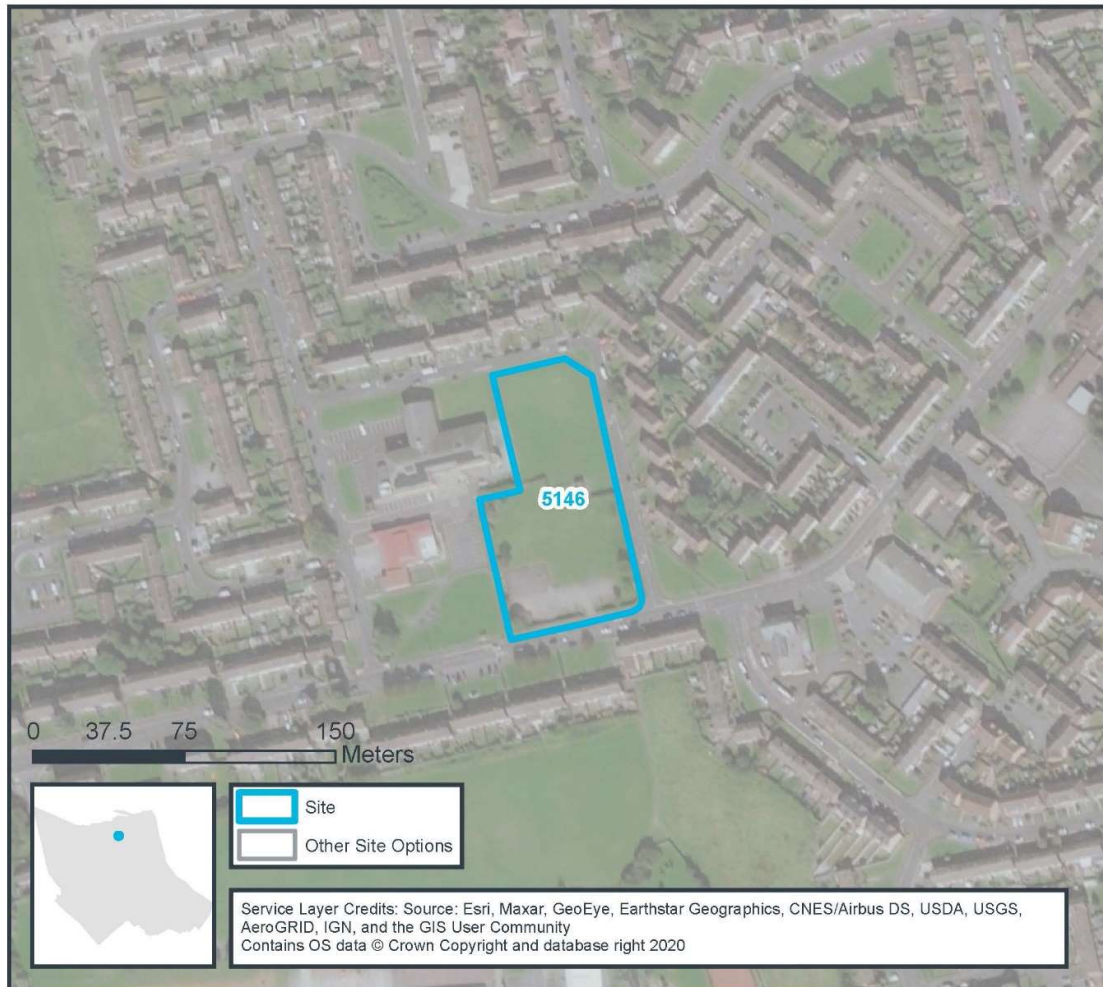 5146
0 37.5 75 150
Meters
Site
Other Site Options
Service Layer Credits: Source: Esri, Maxar, GeoEye, Earthstar Geographics, CNES/Airbus DS, USDA, USGS,
AeroGRID, IGN, and the GIS User Community
Contains OS data © Crown Copyright and database right 2020